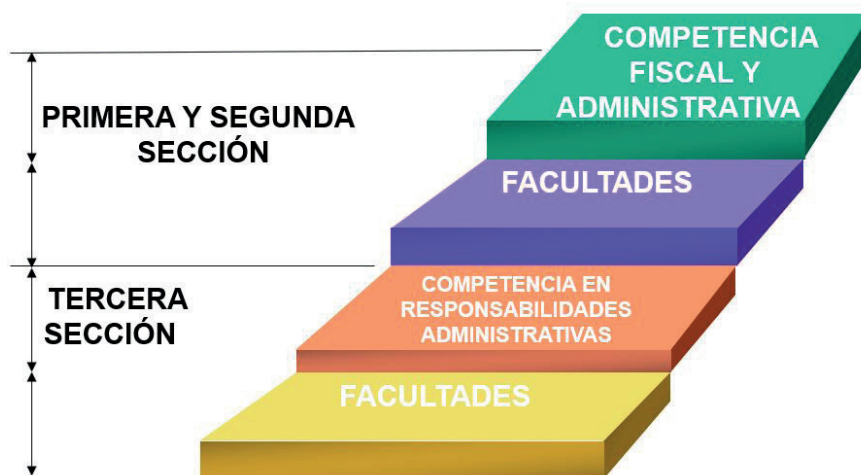 COMPETENCIA
FISCAL Y
ADMINISTRATIVA
PRIMERA Y SEGUNDA
SECCIÓN
FACULTADES
COMPETENCIA EN
RESPONSABILIDADES
ADMINISTRATIVAS
TERCERA
SECCIÓN
FACULTADES